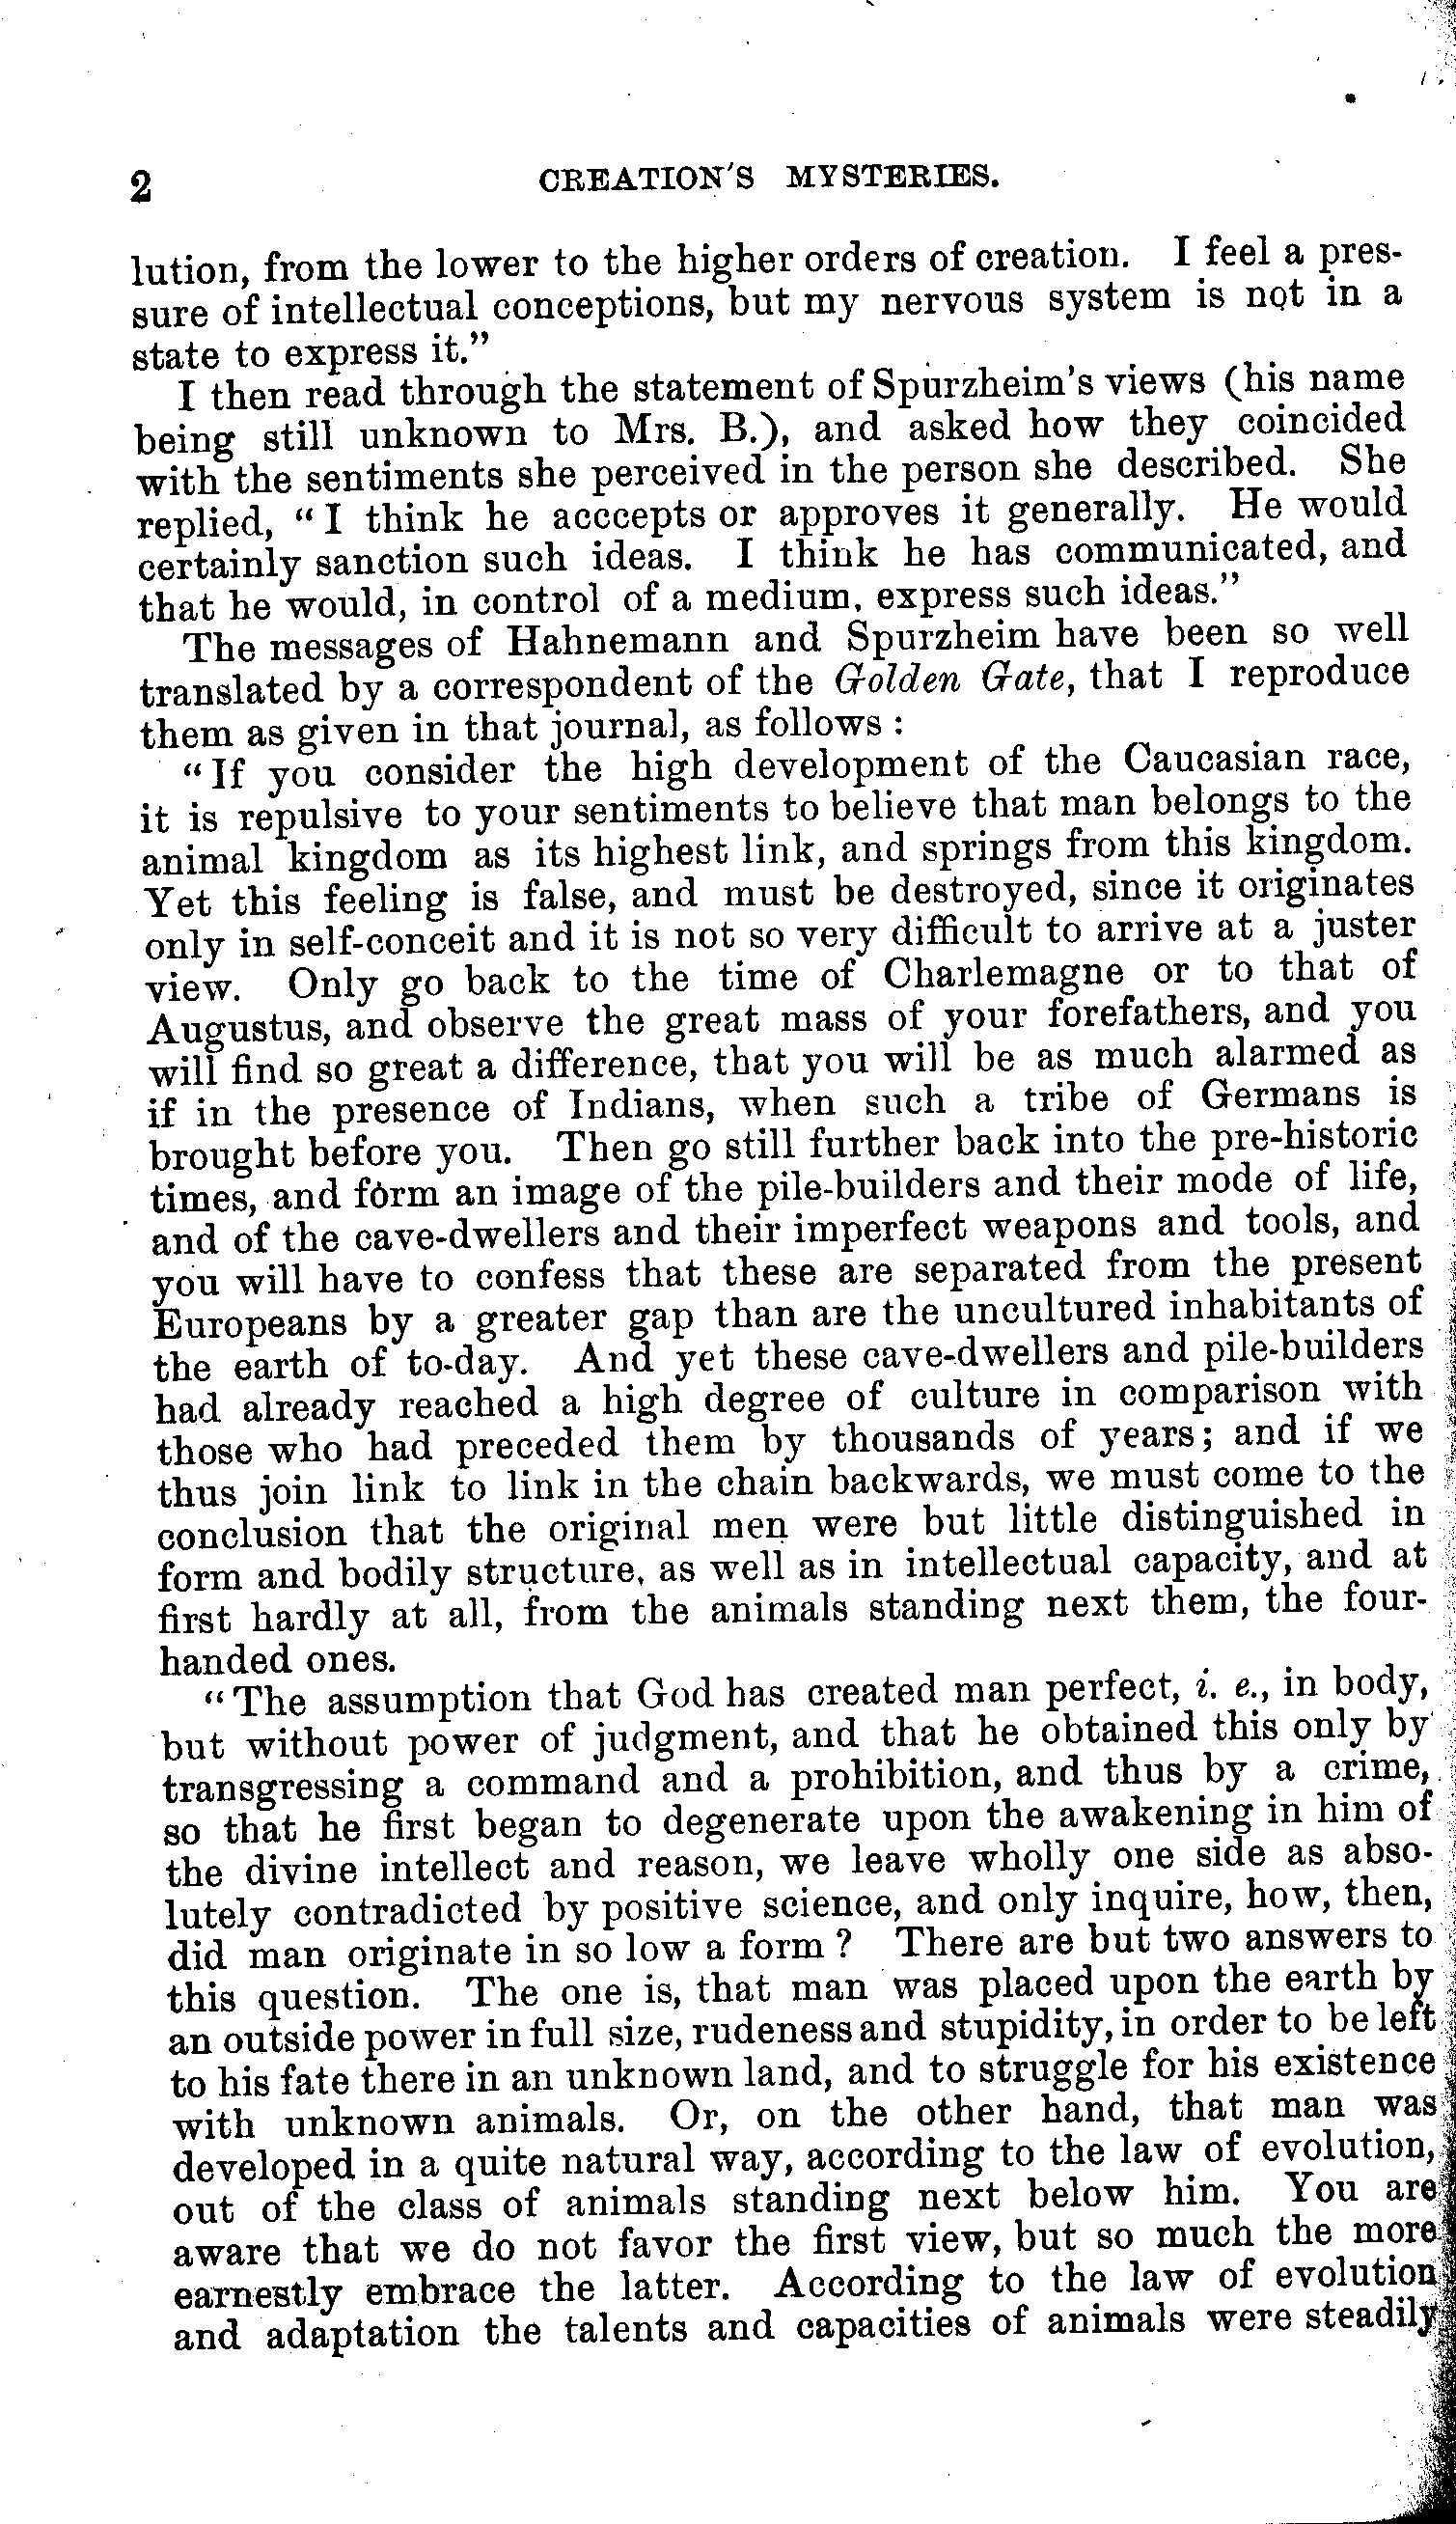 2 CREATION'S MYSTERIES.
lution, from the lower to the higher orders of creation. I feel a pres-
sure of intellectual conceptions, but my nervous system is not in a
state to express it."
I then read through the statement of Spurzheim's views (his name
being still unknown to Mrs. B.), and asked how they coincided
with the sentiments she perceived in the person she described. She
replied, "I think he acccepts or approves it generally. He would
certainly sanction such ideas. I think he has communicated, and
that he would, in control of a medium, express such ideas."
The messages of Hahnemann and Spurzheim have been so well
translated by a correspondent of the Golden Gate, that I reproduce
them as given in that journal, as follows :
"If you consider the high development of the Caucasian race,
it is repulsive to your sentiments to believe that man belongs to the
animal kingdom as its highest link, and springs from this kingdom.
Yet this feeling is false, and must be destroyed, since it originates
only in self-conceit and it is not so very difficult to arrive at a juster
view. Only go back to the time of Charlemagne or to that of
Augustus, and observe the great mass of your forefathers, and you
will find so great a difference, that you will be as much alarmed as
if in the presence of Indians, when such a tribe of Germans is
brought before you. Then go still further back into the pre-historic
times, and form an image of the pile-builders and their mode of life,
and of the cave-dwellers and their imperfect weapons and tools, and
you will have to confess that these are separated from the present
Europeans by a greater gap than are the uncultured inhabitants of
the earth of to-day. And yet these cave-dwellers and pile-builders
had already reached a high degree of culture in comparison with
those who had preceded them by thousands of years; and if we
thus join link to link in the chain backwards, we must come to the
conclusion that the original men were but little distinguished in
form and bodily structure, as well as in intellectual capacity, and at
first hardly at all, from the animals standing next them, the four-
handed ones.
"The assumption that God has created man perfect, i. e., in body,
but without power of judgment, and that he obtained this only by
transgressing a command and a prohibition, and thus by a crime,
so that he first began to degenerate upon the awakening in him of
the divine intellect and reason, we leave wholly one side as abso-
lutely contradicted by positive science, and only inquire, how, then,
did man originate in so low a form ? There are but two answers to
this question. The one is, that man was placed upon the earth by
an outside power in full size, rudeness and stupidity, in order to be left
to his fate there in an unknown land, and to struggle for his existence
with unknown animals. Or, on the other hand, that man was
developed in a quite natural way, according to the law of evolution,
out of the class of animals standing next below him. You are
aware that we do not favor the first view, but so much the more
earnestly embrace the latter. According to the law of evolution
and adaptation the talents and capacities of animals were steadily